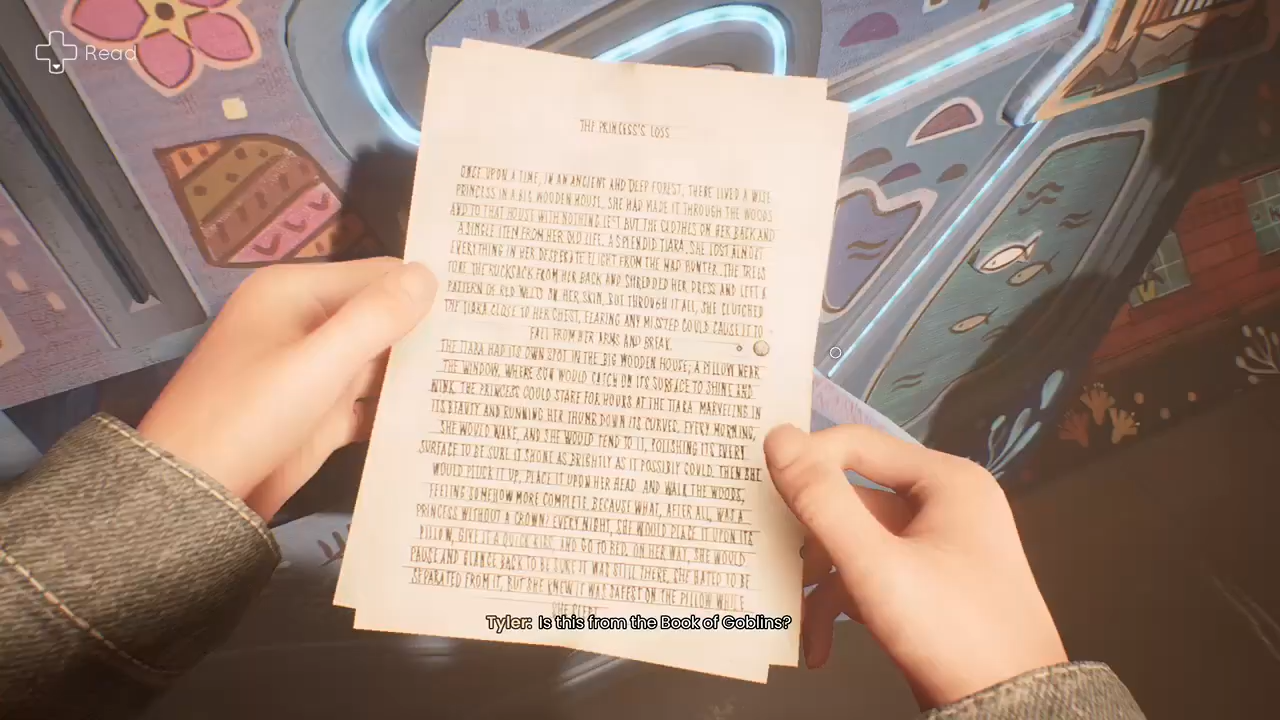 Read
THE PRINCESS'S LOSS
ONCE UPON A TIME, IN AN ANCIENT AND DEEP FOREST, THERE LIVED A WISE
PRINCESS IN A BIG WOODEN HOUSE. SHE HAD MADE IT THROUGH THE WOODS
AND TO THAT HOUSE WITH NOTHING LEFT BUT THE CLOTHES ON HER BACK AND
A SINGLE ITEM FROM HER OLD LIFE, A SPLENDID TIARA. SHE LOST ALMOST
EVERYTHING IN HER DESPERATE FLIGHT FROM THE MAD HUNTER. THE TREES
TORE THE RUCKSACK FROM HER BACK AND SHREDDED HER DRESS AND LEFT A
PATTERN OF RED WELTS ON HER SKIN, BUT THROUGH IT ALL, SHE CLUTCHED
THE TIARA CLOSE TO HER CHEST, FEARING ANY MISSTEP COULD CAUSE IT TO
FALL FROM HER ARMS AND BREAK.
THE TIARA HAD ITS OWN SPOT IN THE BIG WOODEN HOUSE; A PILLOW NEAR
THE WINDOW, WHERE SUN WOULD CATCH ON ITS SURFACE TO SHINE AND
WINK. THE PRINCESS COULD STARE FOR HOURS AT THE TIARA, MARVELING IN
ITS BEAUTY AND RUNNING HER THUMB DOWN ITS CURVES. EVERY MORNING,
SHE WOULD WAKE, AND SHE WOULD TEND TO IT, POLISHING ITS EVERY
SURFACE TO BE SURE IT SHONE AS BRIGHTLY AS IT POSSIBLY COULD. THEN SHE
WOULD PLUCK IT UP, PLACE IT UPON HER HEAD, AND WALK THE WOODS,
FEELING SOMEHOW MORE COMPLETE. BECAUSE WHAT, AFTER ALL, WAS A
PRINCESS WITHOUT A CROWN? EVERY NIGHT, SHE WOULD PLACE IT UPON ITS
PILLOW, GIVE IT A QUICK KISS, AND GO TO BED. ON HER WAY, SHE WOULD
PAUSE AND GLANCE BACK TO BE SURE IT WAS STILL THERE. SHE HATED TO BE
SEPARATED FROM IT, BUT SHE KNEW IT WAS SAFEST ON THE PILLOW WHILE
SHE SLEPT.
Tyler: Is this from the Book of Goblins?